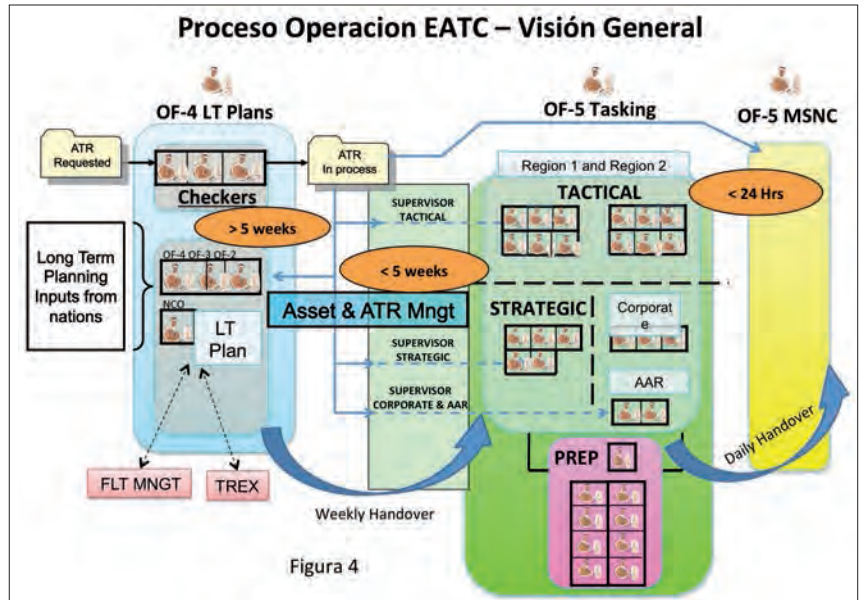 Proceso Operacion EATC – Visión General
OF-4 LT Plans
OF-5 Tasking
OF-5 MSNC
ATR
Requested
Checkers
ATR
In process
Region 1 and Region 2
TACTICAL
< 24 Hrs
SUPERVISOR
TACTICAL
> 5 weeks
< 5 weeks
Long Term
Planning
Inputs from
nations
OF-4 OF-3 OF-2
NCO
LT
Plan
Asset & ATR Mngt
STRATEGIC
Corporat
e
SUPERVISOR
STRATEGIC
SUPERVISOR
CORPORATE & AAR
AAR
FLT MNGT
TREX
PREP
Weekly Handover
Daily Handover
Figura 4